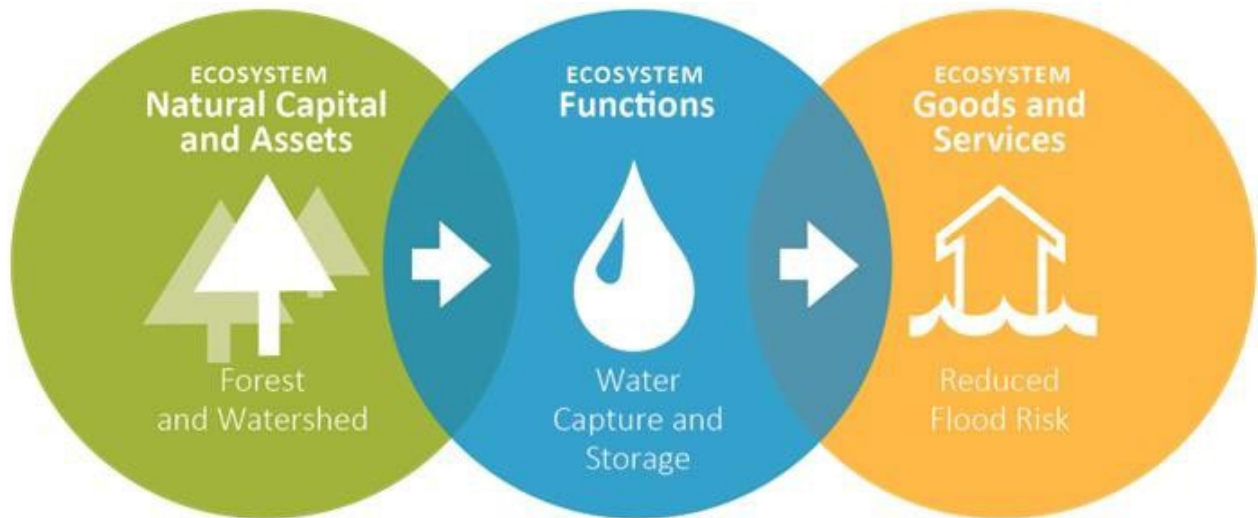 ECOSYSTEM
Natural Capital
and Assets
Forest
and Watershed
ECOSYSTEM
Functions
Water
Capture and
Storage
ECOSYSTEM
Goods and
Services
Reduced
Flood Risk